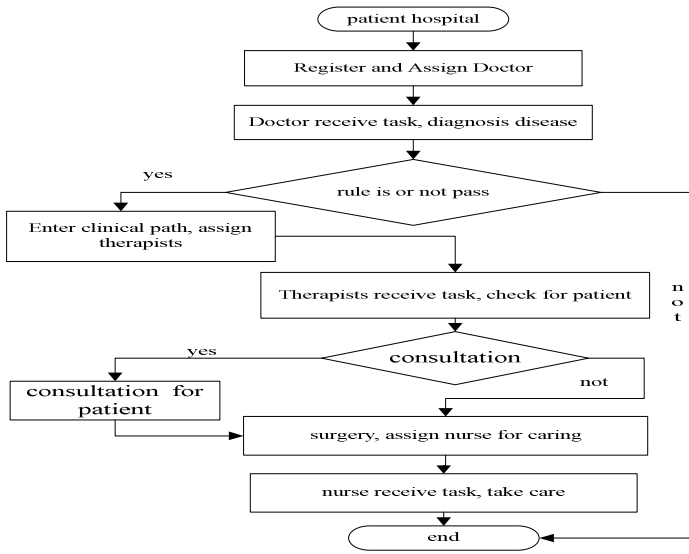 patient hospital
Register and Assign Doctor
Doctor receive task, diagnosis disease
yes
rule is or not pass
Enter clinical path, assign
therapists
Therapists receive task, check for patient
not
yes
consultation
not
consultation for
patient
surgery, assign nurse for caring
nurse receive task, take care
end